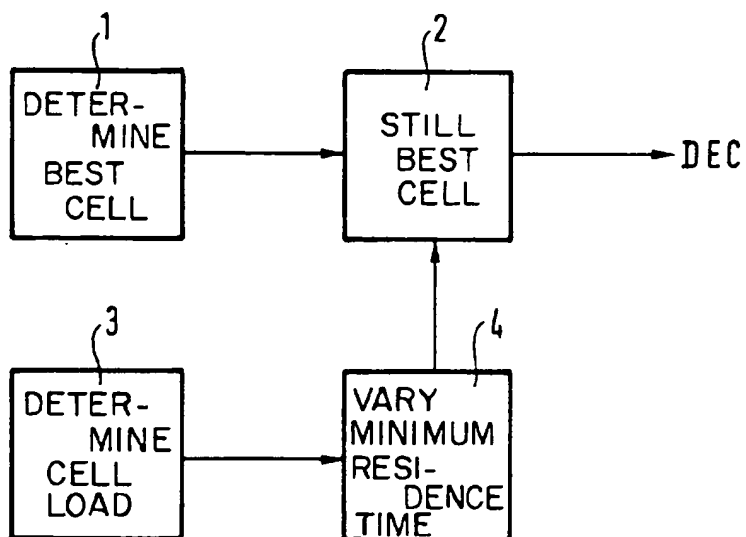 1
DETER-
MINE
BEST
CELL
2
STILL
BEST
CELL
DEC
3
DETER-
MINE
CELL
LOAD
4
VARY
MINIMUM
RESI-
DENCE
TIME